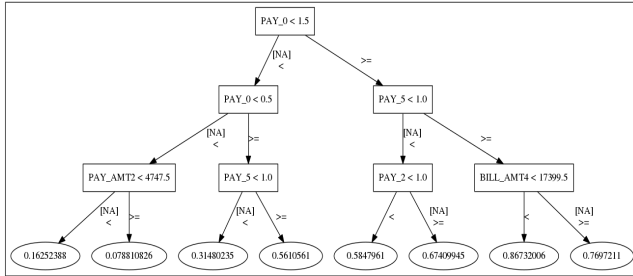 PAY_0 < 1.5
[NA]
<
>=
PAY_0 < 0.5
PAY_5 < 1.0
[NA]
<
>=
[NA]
<
>=
PAY_AMT2 < 4747.5
PAY_5 < 1.0
PAY_2 < 1.0
BILL_AMT4 < 17399.5
[NA]
<
>=
[NA]
<
>=
<
[NA]
>=
<
[NA]
>=
0.16252388
0.078810826
0.31480235
0.5610561
0.5847961
0.67409945
0.86732006
0.7697211